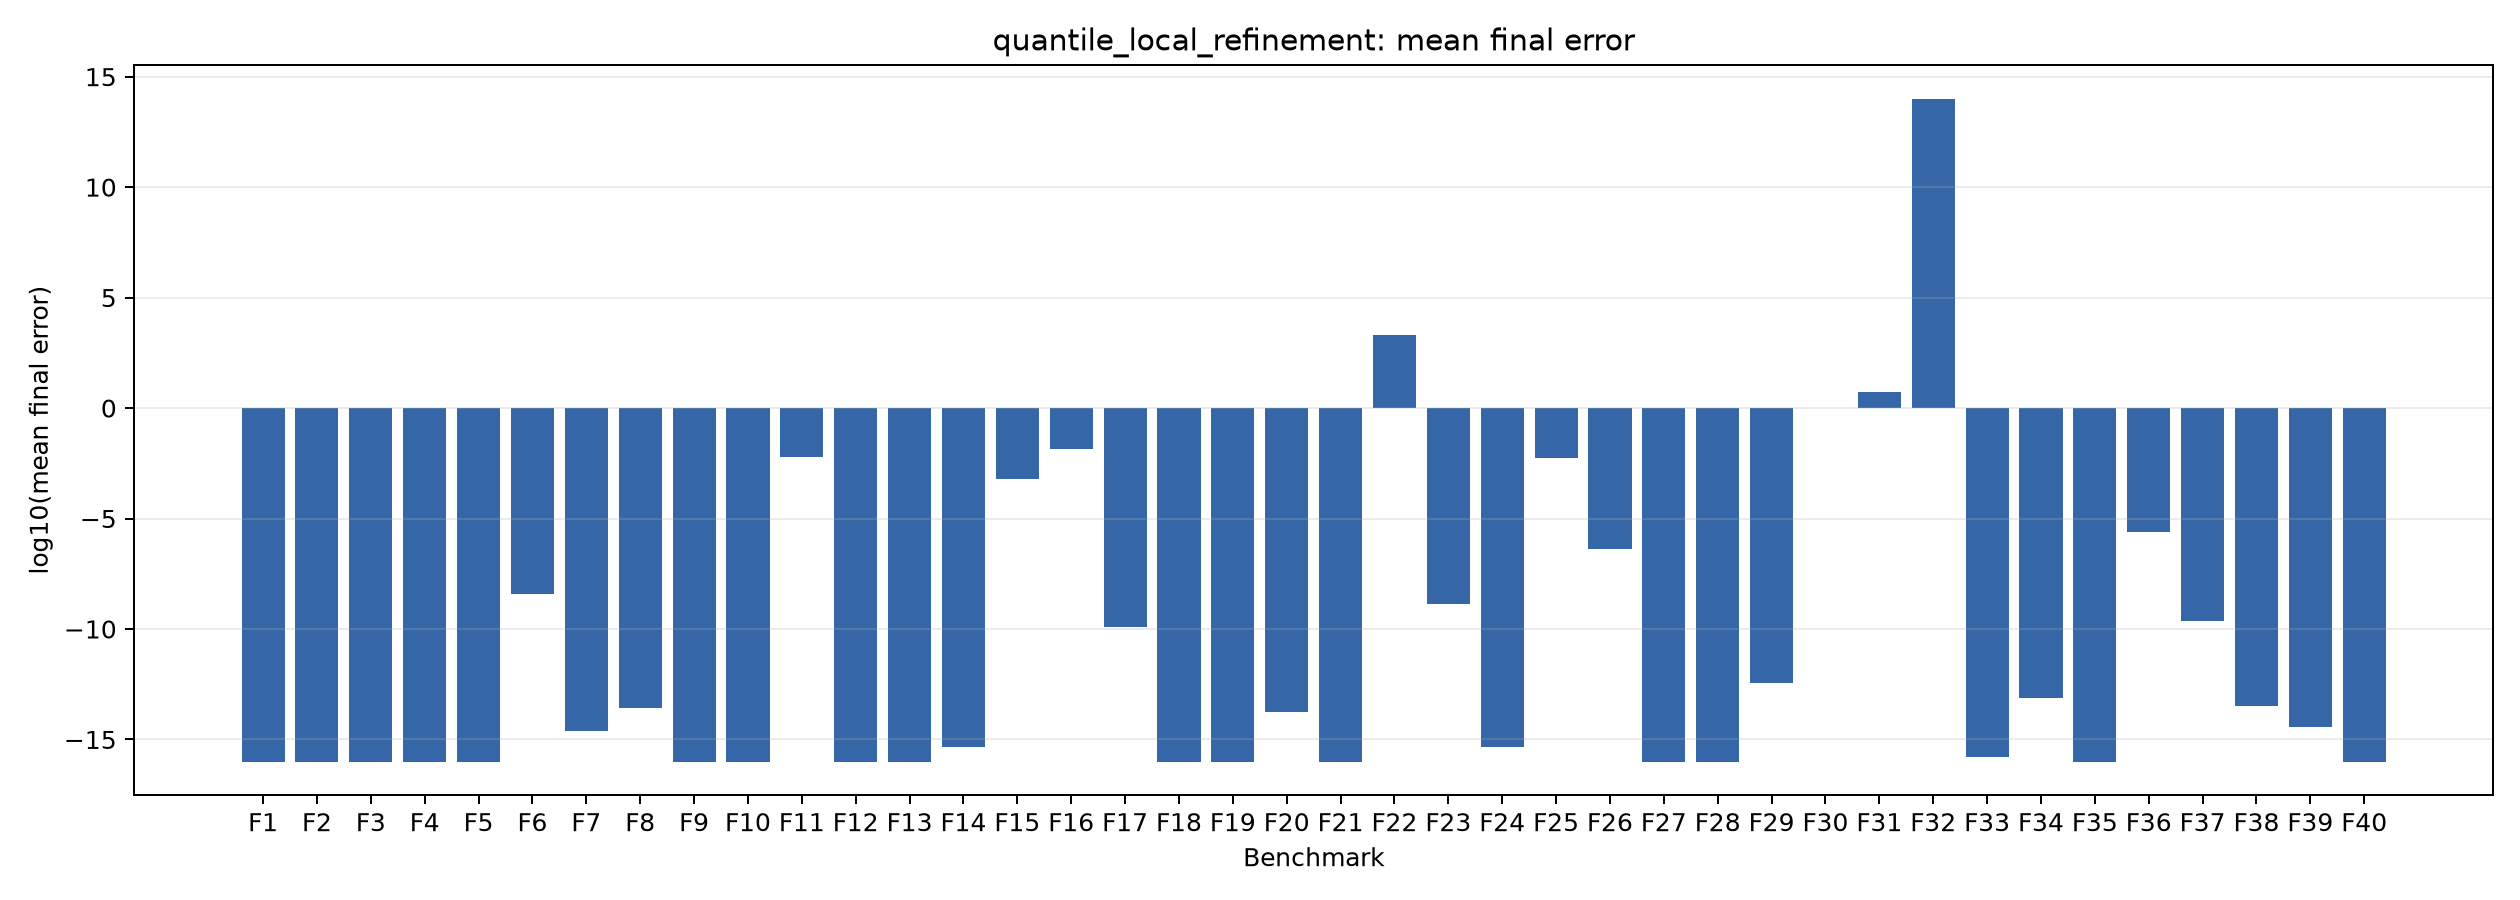 quantile_local_refinement: mean final error
log10(mean final error)
15
10
5
0
−5
−10
−15
F1 F2 F3 F4 F5 F6 F7 F8 F9 F10 F11 F12 F13 F14 F15 F16 F17 F18 F19 F20 F21 F22 F23 F24 F25 F26 F27 F28 F29 F30 F31 F32 F33 F34 F35 F36 F37 F38 F39 F40
Benchmark